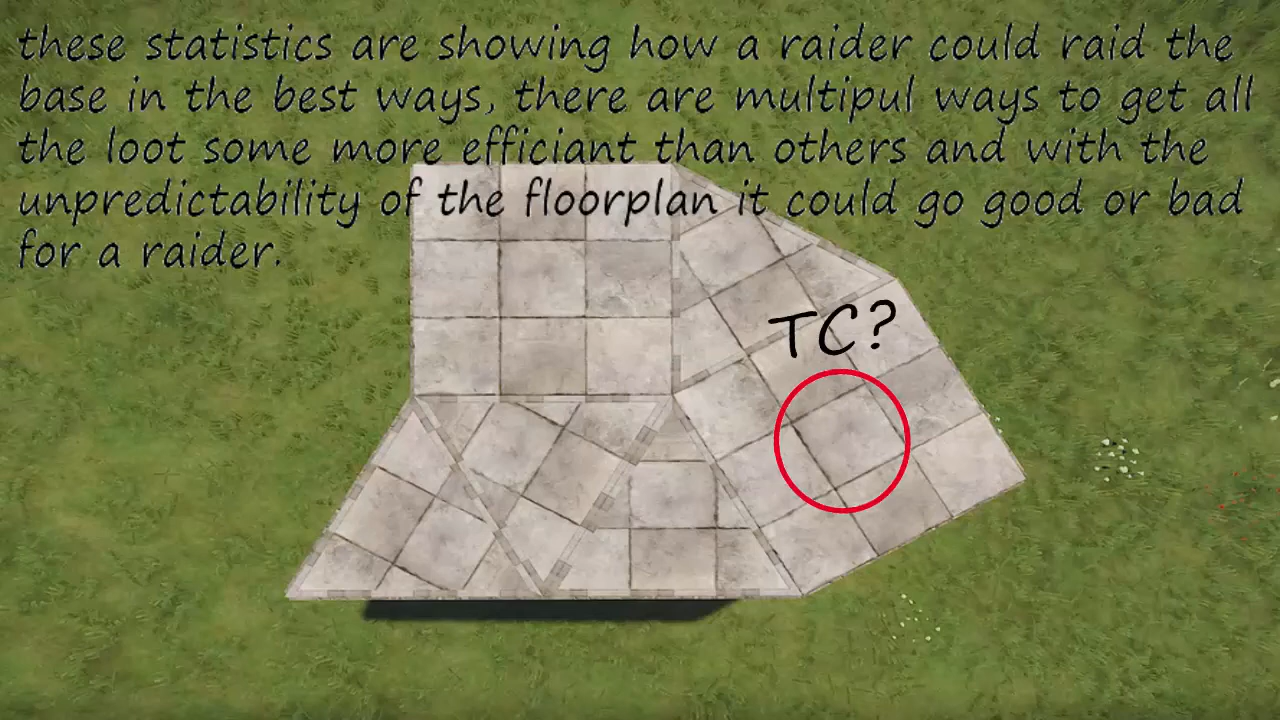 these statistics are showing how a raider could raid the
base in the best ways, there are multipul ways to get all
the loot some more efficiant than others and with the
unpredictability of the floorplan it could go good or bad
for a raider.
TC?